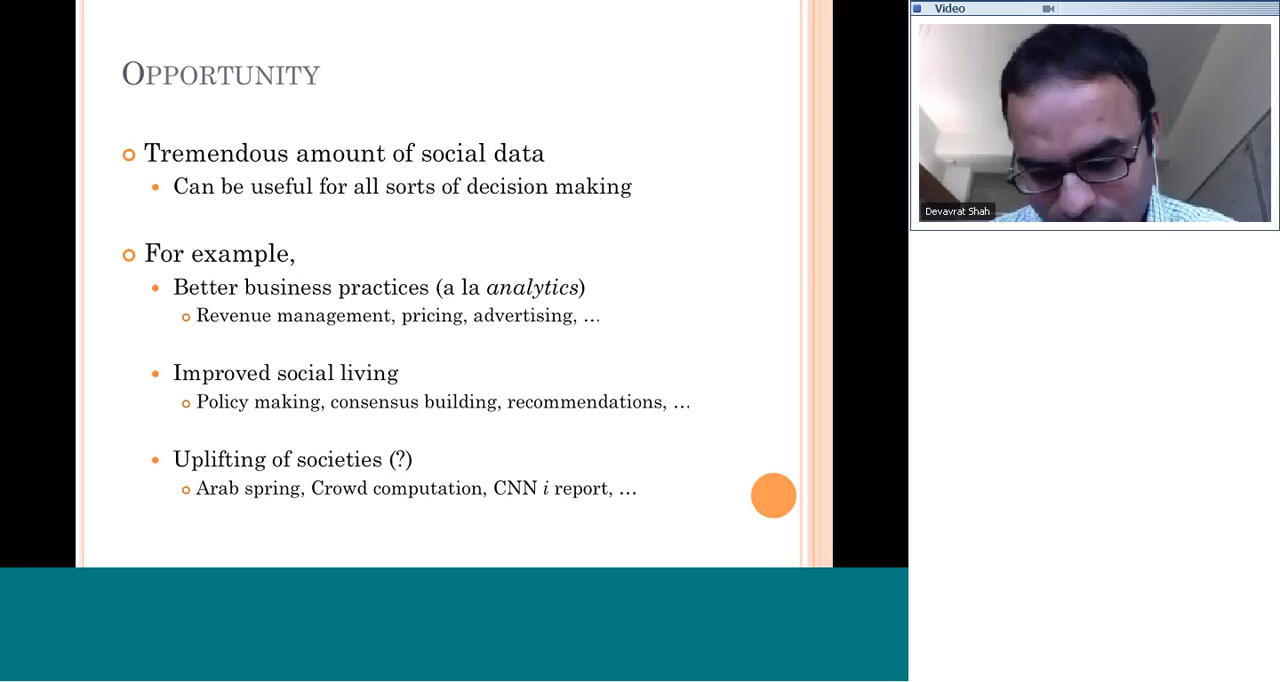 OPPORTUNITY
Tremendous amount of social data
Can be useful for all sorts of decision making
For example,
Better business practices (a la analytics)
Revenue management, pricing, advertising, …
Improved social living
Policy making, consensus building, recommendations, …
Uplifting of societies (?)
Arab spring, Crowd computation, CNN i report, …
Video
Devavrat Shah